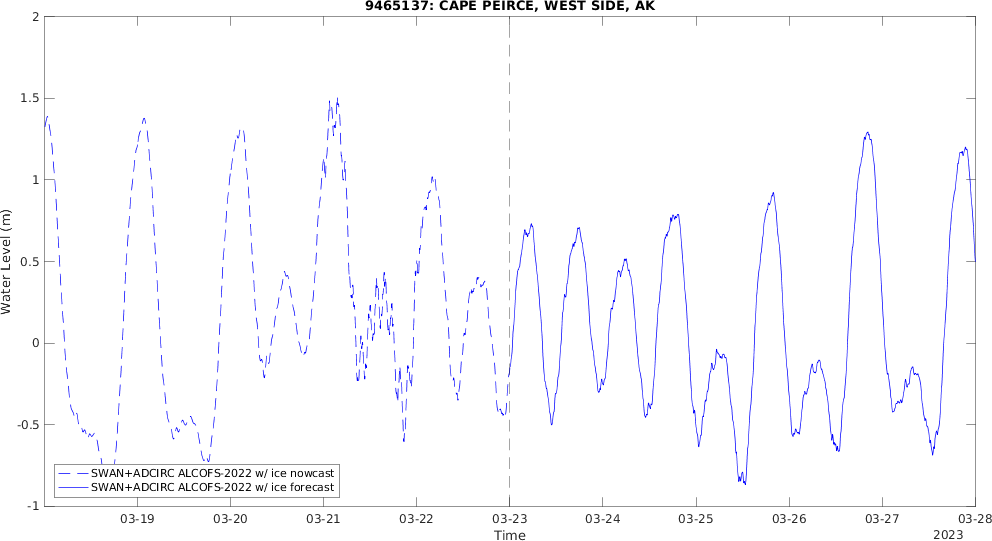 9465137: CAPE PEIRCE, WEST SIDE, AK
Water Level (m)
2
1.5
1
0.5
0
-0.5
-1
SWAN+ADCIRC ALCOFS-2022 w/ ice nowcast
SWAN+ADCIRC ALCOFS-2022 w/ ice forecast
03-19 03-20 03-21 03-22 03-23 03-24 03-25 03-26 03-27 03-28
Time
2023